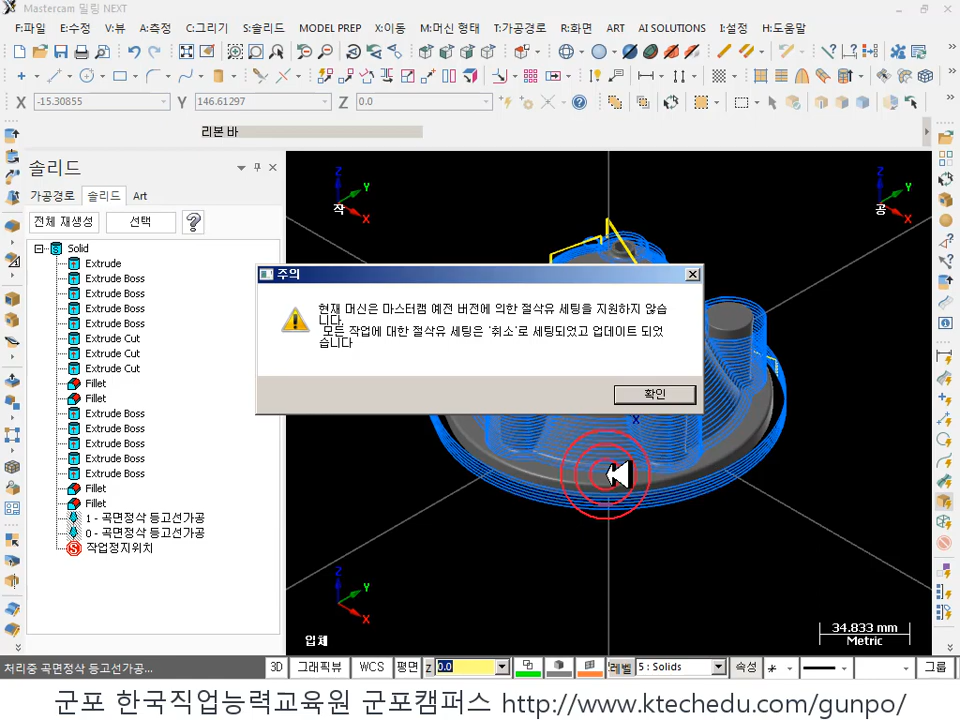 Mastercam 밀링 NEXT
F:파일 E:수정 V:뷰 A:측정 C:그리기 S:솔리드 MODEL PREP X:이동 M:머신 형태 T:가공경로 R:화면 ART AI SOLUTIONS I:설정 H:도움말
X -15.30855 Y 146.61297 Z 0.0
리본 바
솔리드
가공경로 솔리드 Art
전체 재생성 선택
Solid
Extrude
Extrude Boss
Extrude Boss
Extrude Boss
Extrude Boss
Extrude Cut
Extrude Cut
Extrude Cut
Fillet
Fillet
Extrude Boss
Extrude Boss
Extrude Boss
Extrude Boss
Extrude Boss
Fillet
Fillet
1 - 곡면정삭 등고선가공
0 - 곡면정삭 등고선가공
작업정지위치
Z Y X 작
Z Y X 공
주의
현재 머신은 마스터캠 예전 버전에 의한 절삭유 세팅을 지원하지 않습
니다.
모든 작업에 대한 절삭유 세팅은 '취소'로 세팅되었고 업데이트 되었
습니다
확인
X
Z Y X
입체
34.833 mm
Metric
처리중 곡면정삭 등고선가공...
3D 그래픽뷰 WCS 평면 Z 0.0 레벨 5 : Solids 속성 그룹
군포 한국직업능력교육원 군포캠퍼스 http://www.ktechedu.com/gunpo/